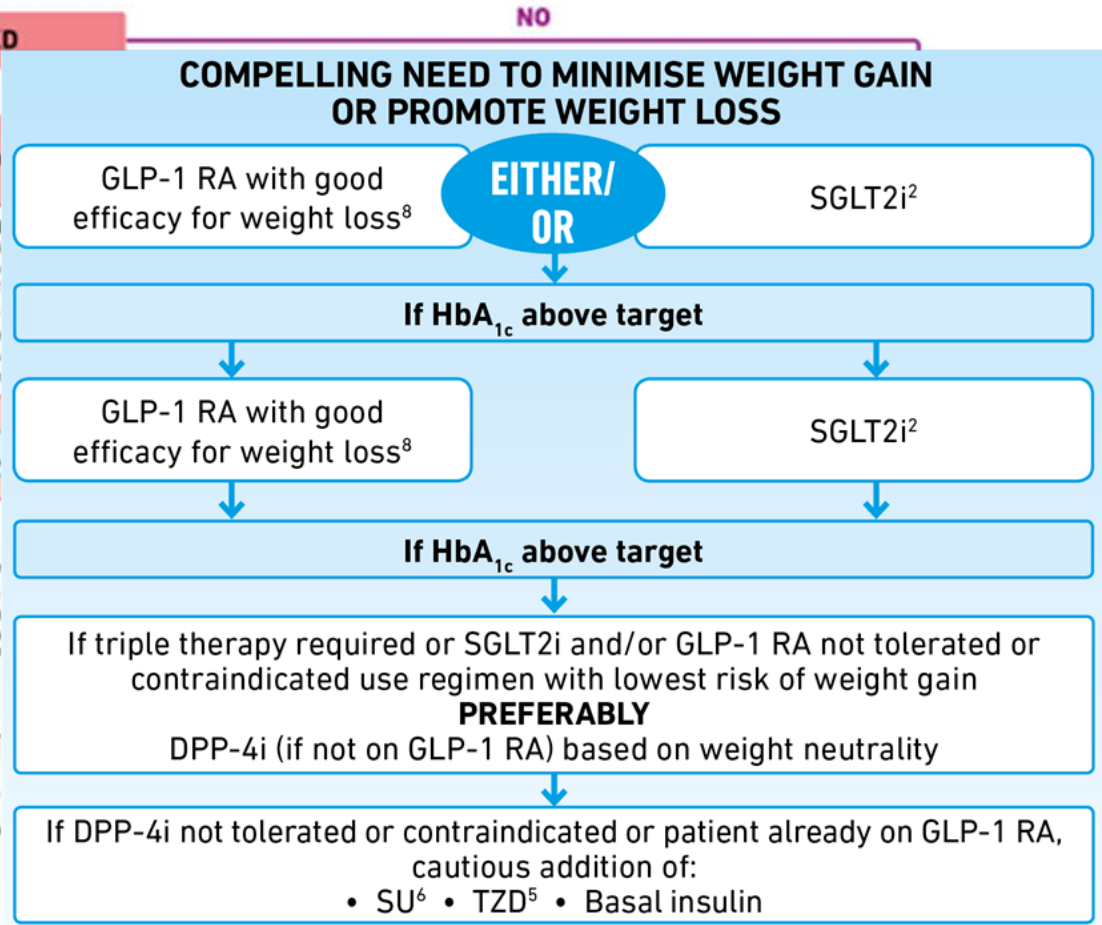 NO
D
COMPELLING NEED TO MINIMISE WEIGHT GAIN
OR PROMOTE WEIGHT LOSS
GLP-1 RA with good
efficacy for weight loss⁸
EITHER/
OR
SGLT2i²
If HbA₁c above target
GLP-1 RA with good
efficacy for weight loss⁸
SGLT2i²
If HbA₁c above target
If triple therapy required or SGLT2i and/or GLP-1 RA not tolerated or
contraindicated use regimen with lowest risk of weight gain
PREFERABLY
DPP-4i (if not on GLP-1 RA) based on weight neutrality
If DPP-4i not tolerated or contraindicated or patient already on GLP-1 RA,
cautious addition of:
• SU⁶ • TZD⁵ • Basal insulin